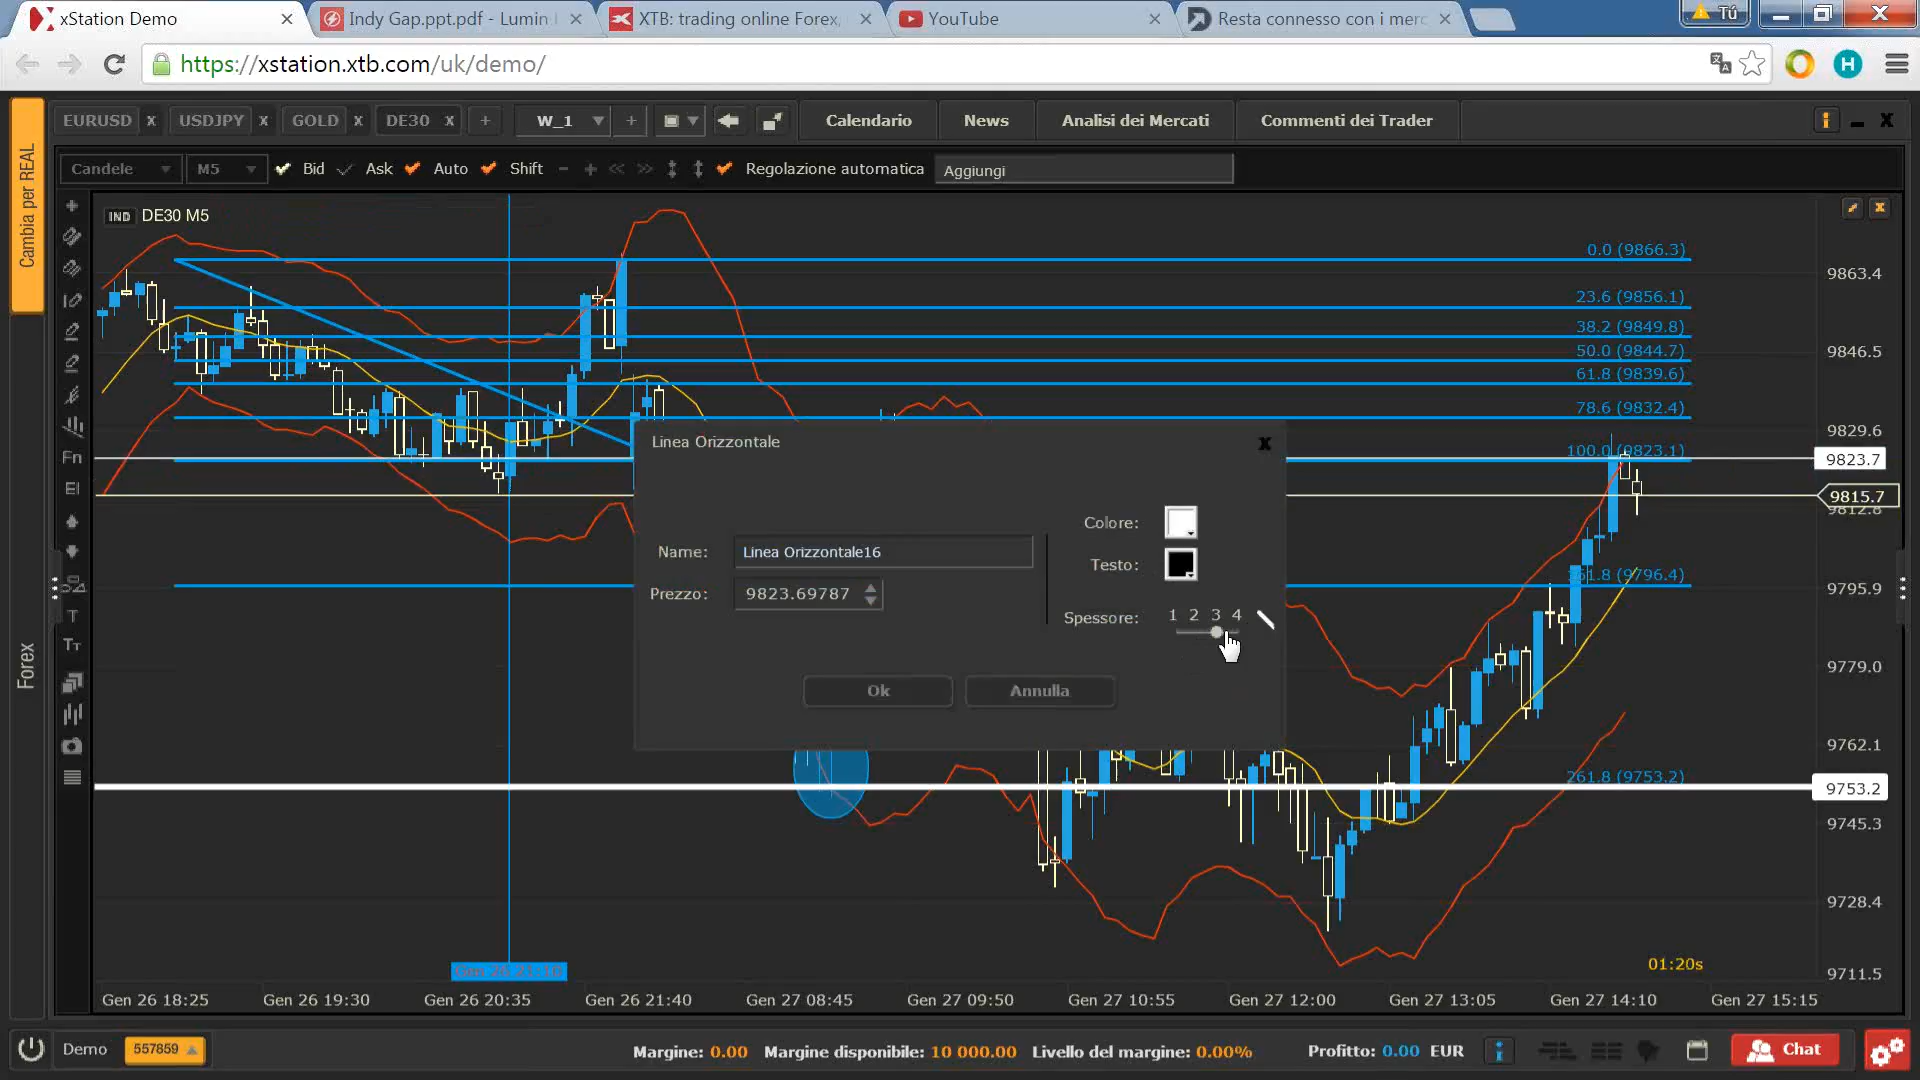 xStation Demo
Indy Gap.ppt.pdf - Lumin
XTB: trading online Forex,
YouTube
Resta connesso con i merc
Tú
https://xstation.xtb.com/uk/demo/
H
Cambia per REAL
Forex
EURUSD x USDJPY x GOLD x DE30 x + W_1 +
Calendario
News
Analisi dei Mercati
Commenti dei Trader
Candele
M5
Bid
Ask
Auto
Shift
Regolazione automatica
Aggiungi
IND DE30 M5
Fn
EI
T
TT
0.0 (9866.3)
23.6 (9856.1)
38.2 (9849.8)
50.0 (9844.7)
61.8 (9839.6)
78.6 (9832.4)
100.0 (9823.1)
(9796.4)
261.8 (9753.2)
9863.4
9846.5
9829.6
9823.7
9815.7
9812.8
9795.9
9779.0
9762.1
9753.2
9745.3
9728.4
9711.5
Linea Orizzontale
x
Name: Linea Orizzontale16
Prezzo: 9823.69787
Colore:
Testo:
Spessore: 1 2 3 4
Ok
Annulla
01:20s
Gen 26 18:25
Gen 26 19:30
Gen 26 20:35
Gen 26 21:40
Gen 27 08:45
Gen 27 09:50
Gen 27 10:55
Gen 27 12:00
Gen 27 13:05
Gen 27 14:10
Gen 27 15:15
Demo
557859
Margine: 0.00
Margine disponibile: 10 000.00
Livello del margine: 0.00%
Profitto: 0.00 EUR
Chat